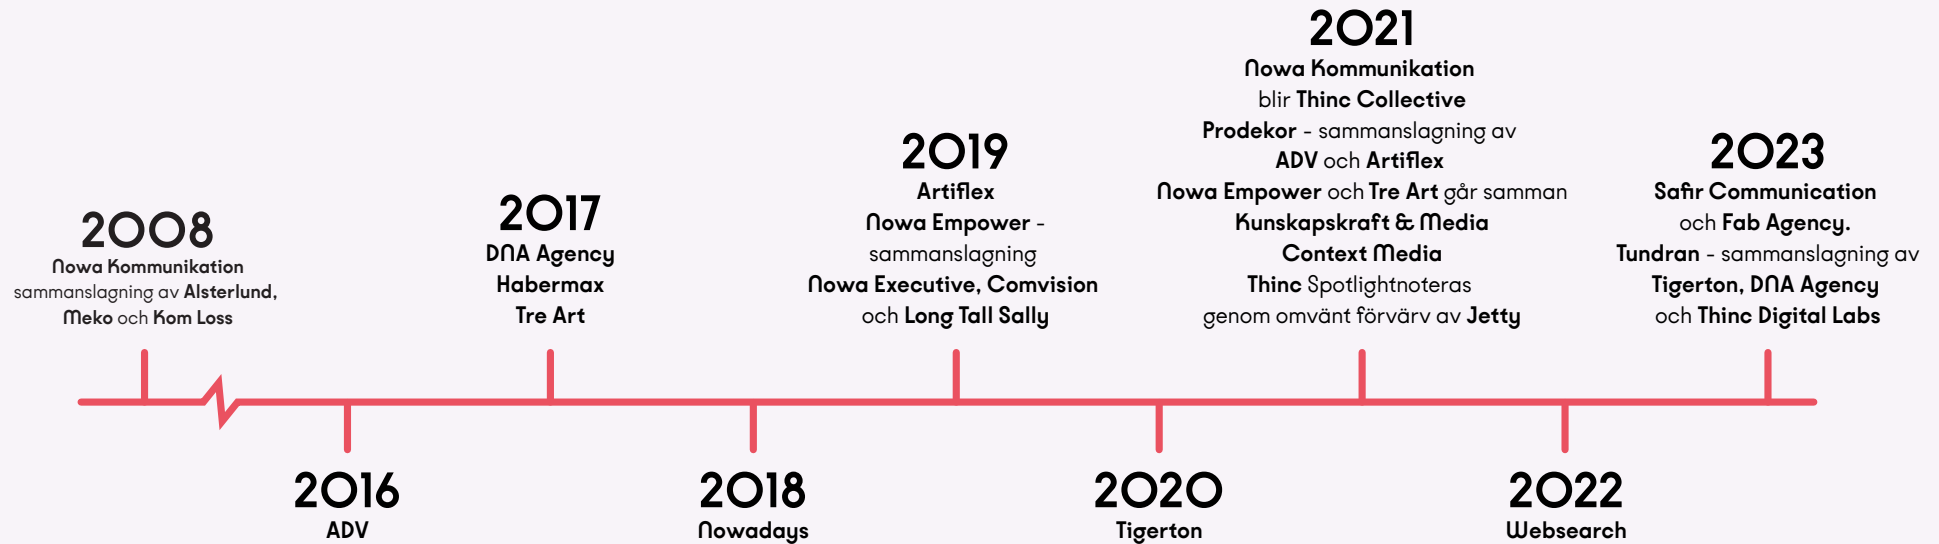 2008
Nowa Kommunikation
sammanslagning av Alsterlund,
Meko och Kom Loss
2016
ADV
2017
DNA Agency
Habermax
Tre Art
2018
Nowadays
2019
Artiflex
Nowa Empower -
sammanslagning
Nowa Executive, Comvision
och Long Tall Sally
2020
Tigerton
2021
Nowa Kommunikation
blir Thinc Collective
Prodekor - sammanslagning av
ADV och Artiflex
Nowa Empower och Tre Art går samman
Kunskapskraft & Media
Context Media
Thinc Spotlightnoteras
genom omvänt förvärv av Jetty
2022
Websearch
2023
Safir Communication
och Fab Agency.
Tundran - sammanslagning av
Tigerton, DNA Agency
och Thinc Digital Labs